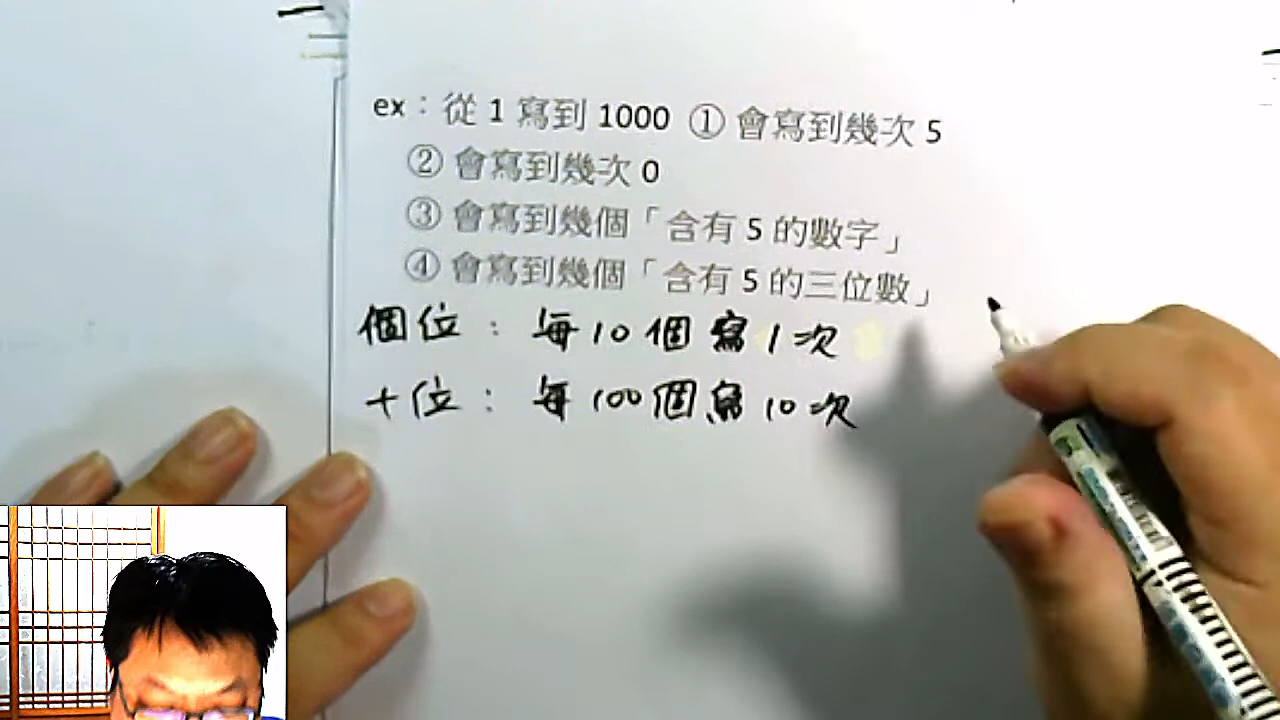 ex：從 1 寫到 1000 ① 會寫到幾次 5
② 會寫到幾次 0
③ 會寫到幾個「含有 5 的數字」
④ 會寫到幾個「含有 5 的三位數」
個位：每10個寫1次
十位：每100個寫10次